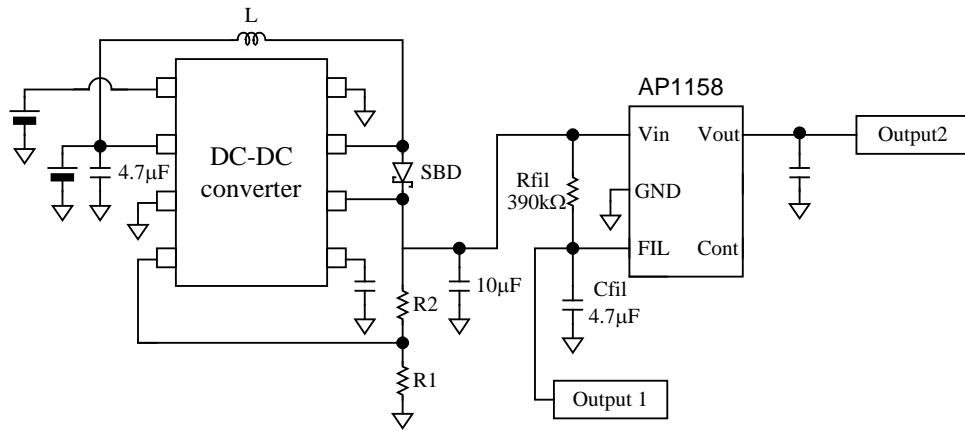 L
AP1158
Vin
Vout
Output2
DC-DC
converter
4.7µF
SBD
Rfil
390kΩ
GND
FIL
Cont
10µF
R2
Cfil
4.7µF
R1
Output 1